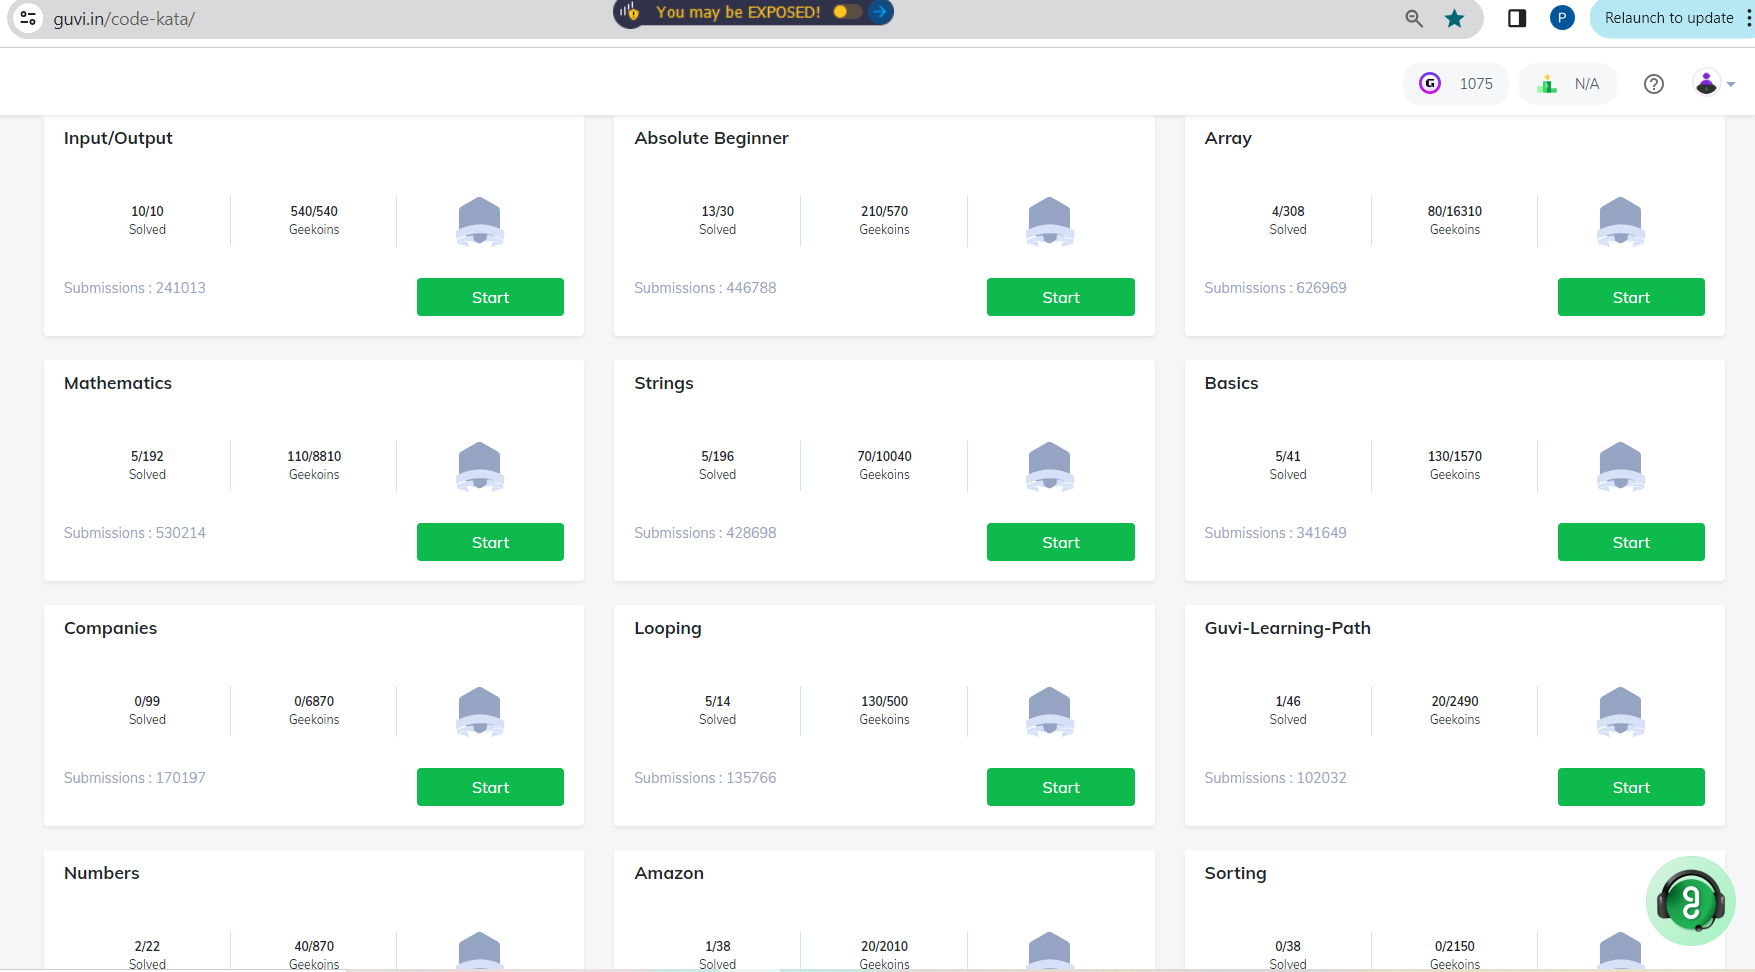 guvi.in/code-kata/
You may be EXPOSED!
P
Relaunch to update
G
1075
N/A
Input/Output
10/10
Solved
540/540
Geekoins
Submissions : 241013
Start
Absolute Beginner
13/30
Solved
210/570
Geekoins
Submissions : 446788
Start
Array
4/308
Solved
80/16310
Geekoins
Submissions : 626969
Start
Mathematics
5/192
Solved
110/8810
Geekoins
Submissions : 530214
Start
Strings
5/196
Solved
70/10040
Geekoins
Submissions : 428698
Start
Basics
5/41
Solved
130/1570
Geekoins
Submissions : 341649
Start
Companies
0/99
Solved
0/6870
Geekoins
Submissions : 170197
Start
Looping
5/14
Solved
130/500
Geekoins
Submissions : 135766
Start
Guvi-Learning-Path
1/46
Solved
20/2490
Geekoins
Submissions : 102032
Start
Numbers
2/22
Solved
40/870
Geekoins
Amazon
1/38
Solved
20/2010
Geekoins
Sorting
0/38
Solved
0/2150
Geekoins